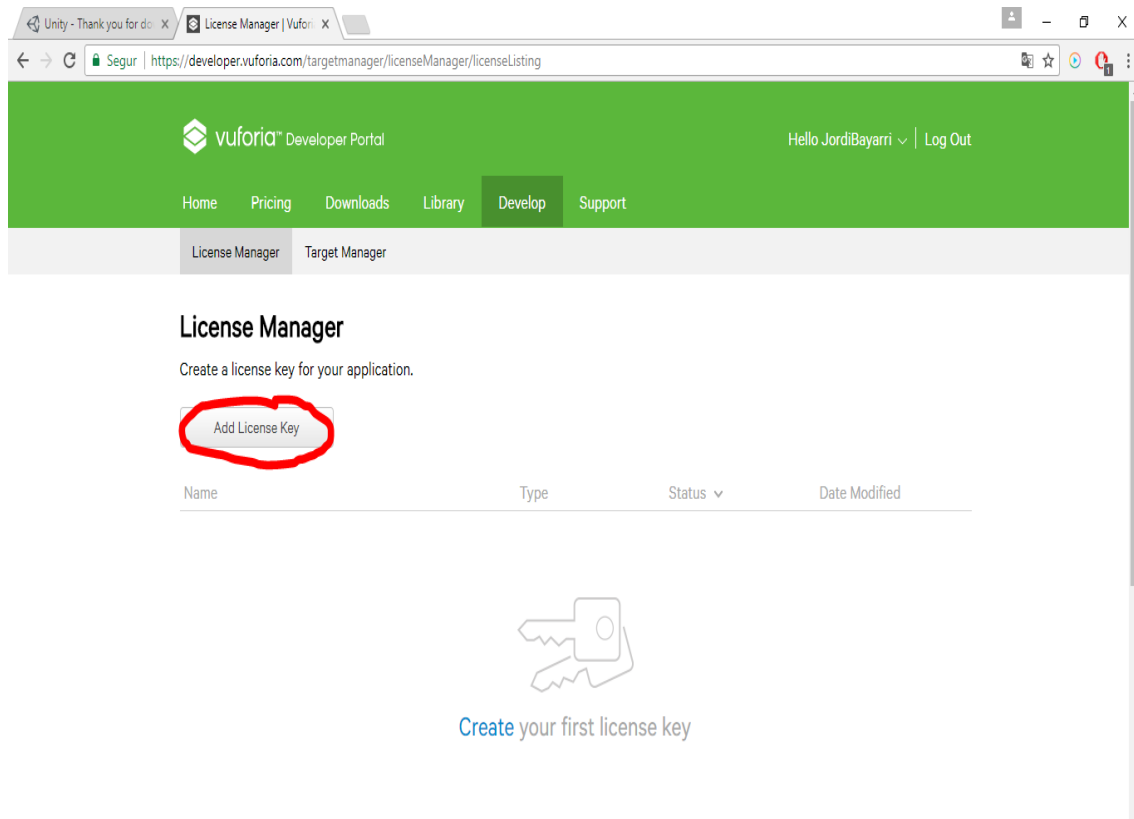 Unity - Thank you for do
License Manager | Vufori
Segur
https://developer.vuforia.com/targetmanager/licenseManager/licenseListing
1
vuforia™ Developer Portal
Hello JordiBayarri
Log Out
Home Pricing Downloads Library Develop Support
License Manager Target Manager
License Manager
Create a license key for your application.
Add License Key
Name Type Status Date Modified
Create your first license key